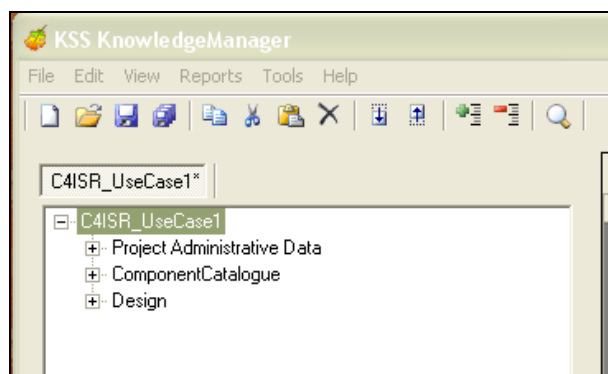 KSS KnowledgeManager
File Edit View Reports Tools Help
C4ISR_UseCase1*
C4ISR_UseCase1
Project Administrative Data
ComponentCatalogue
Design